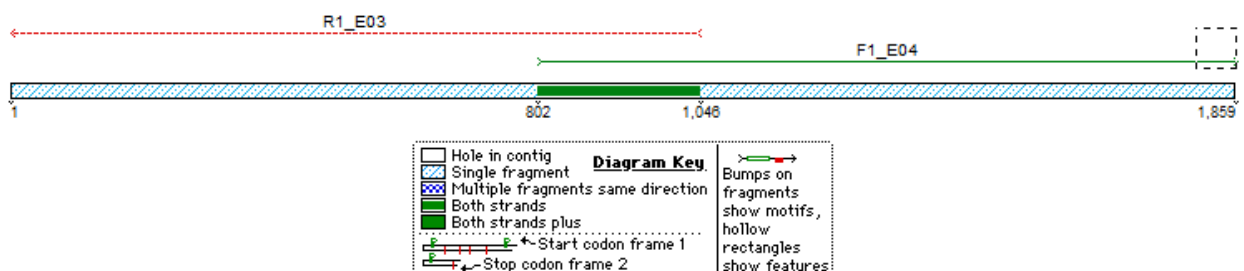 R1_E03
F1_E04
1
802
1,046
1,859
Hole in contig
Diagram Key
Single fragment
Multiple fragments same direction
Both strands
Both strands plus
Start codon frame 1
Stop codon frame 2
Bumps on
fragments
show motifs,
hollow
rectangles
show features